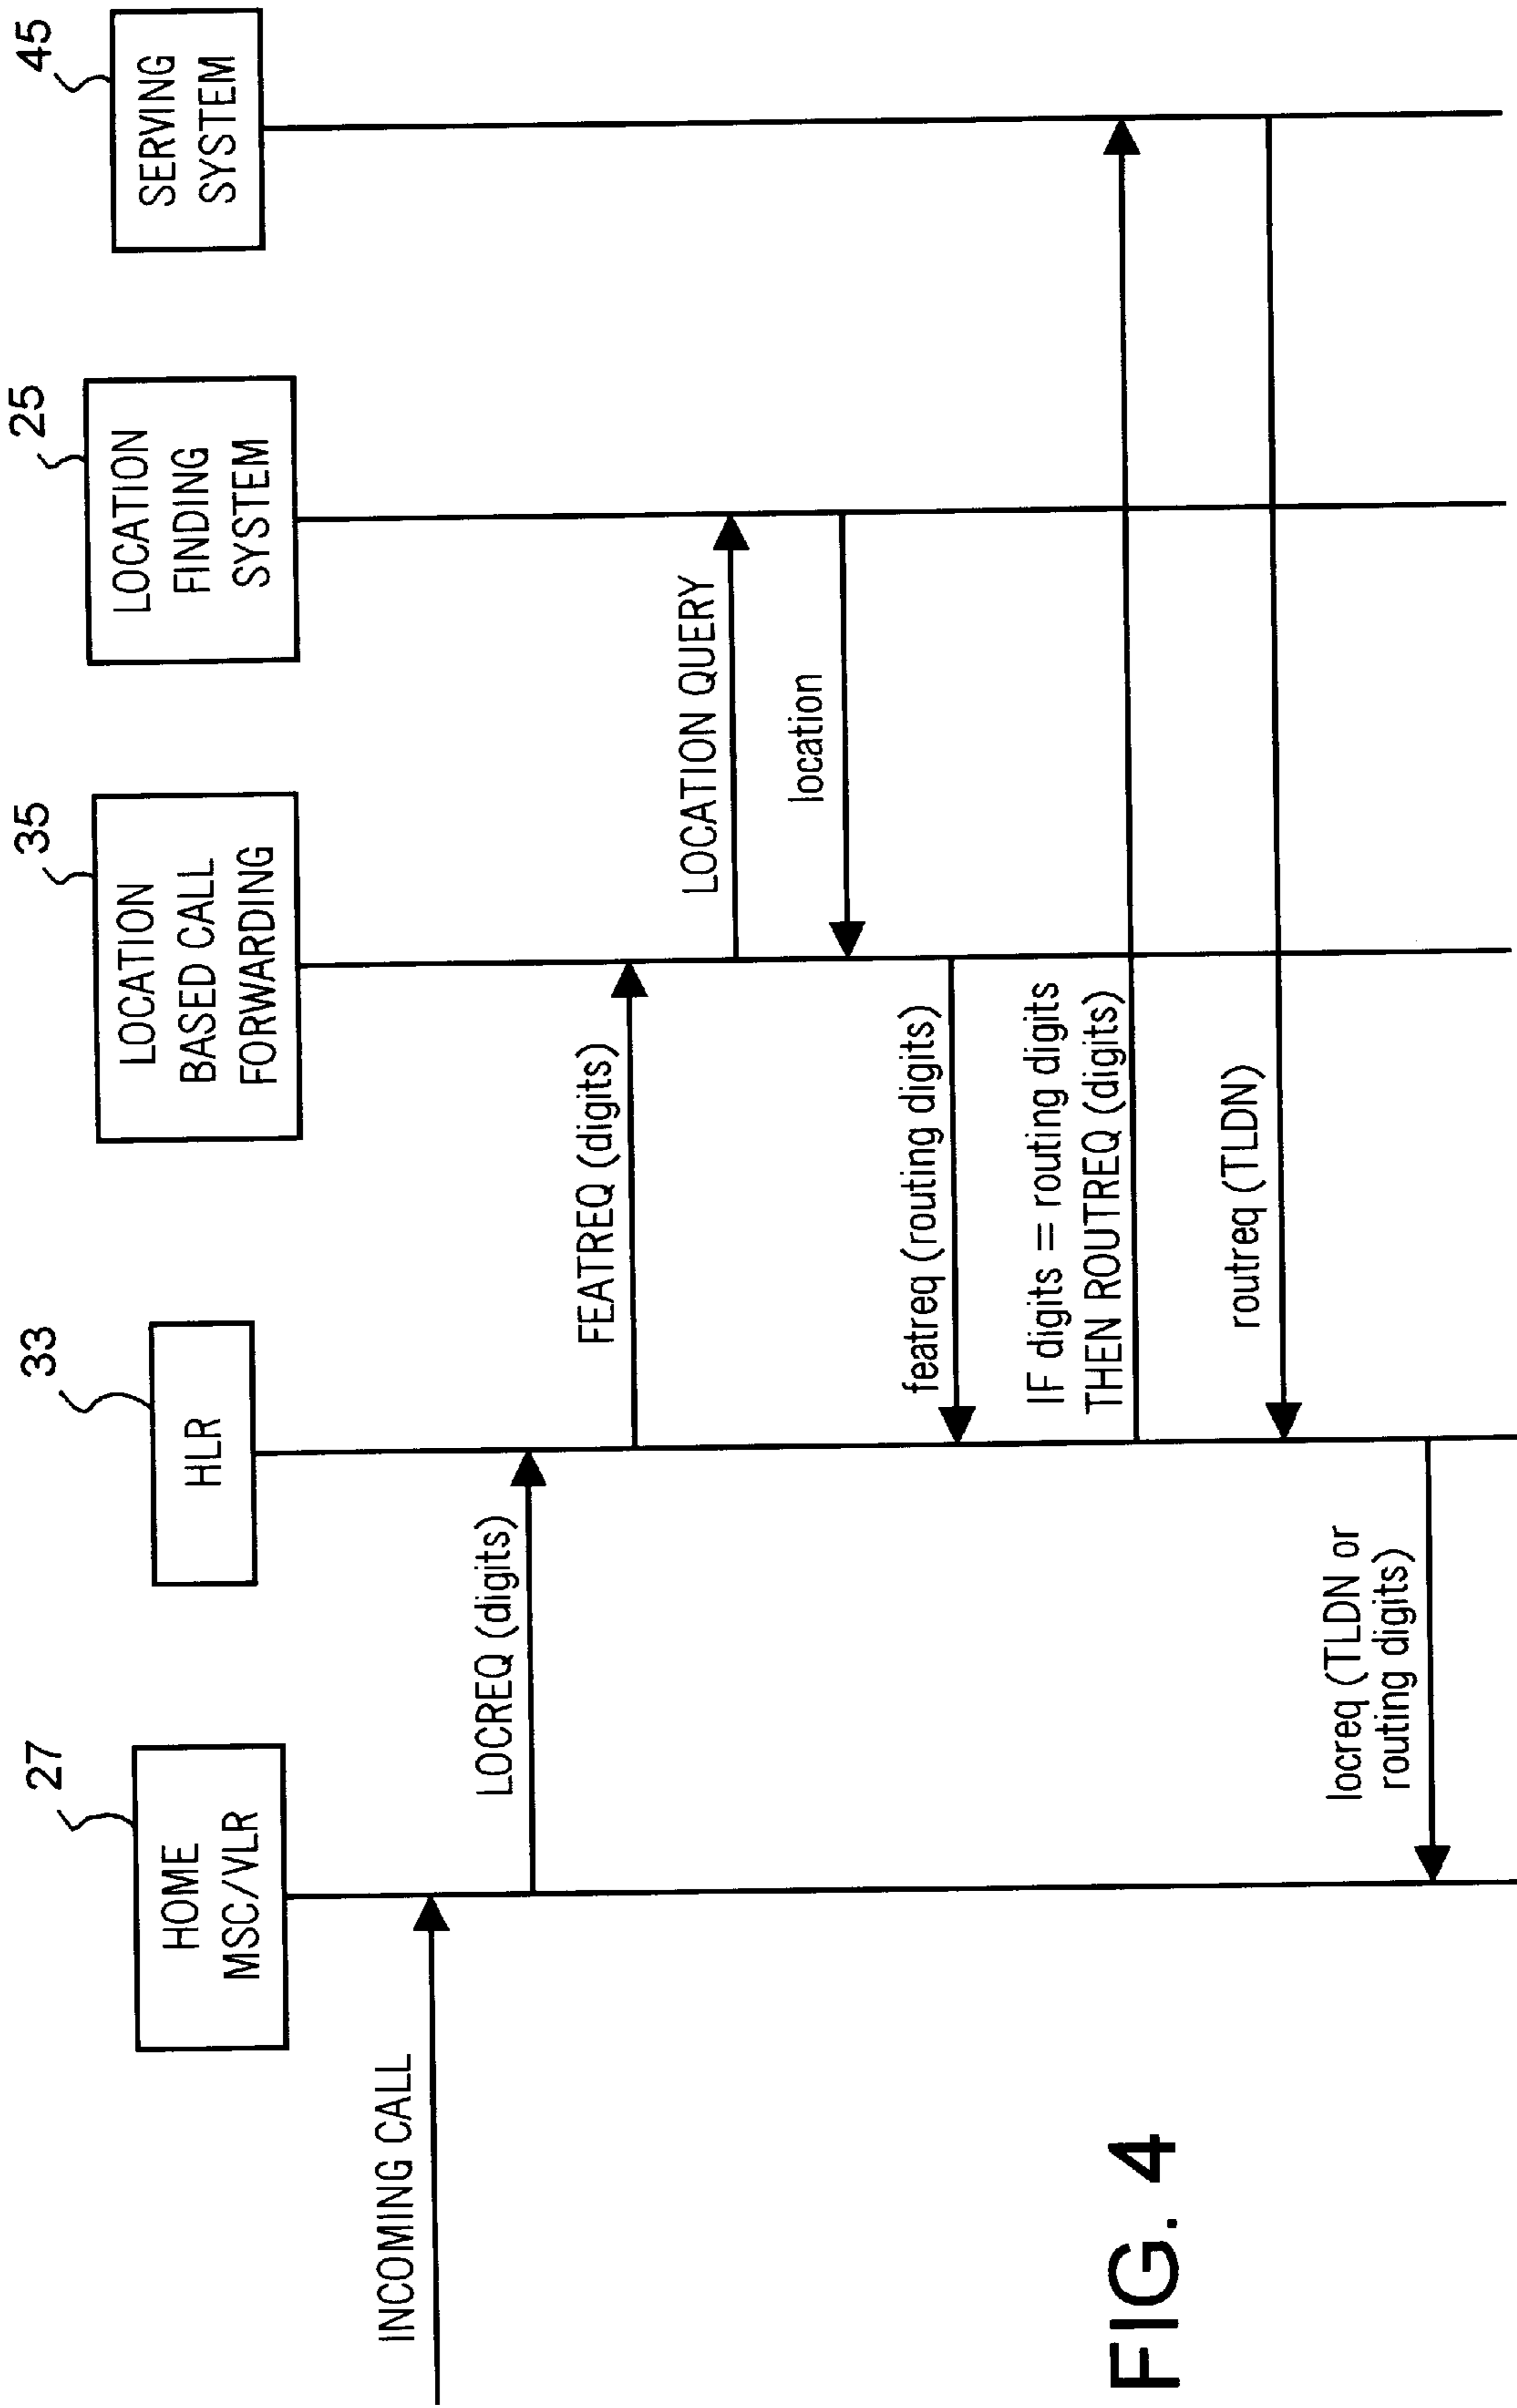 27
HOME
MSC/VLR
33
HLR
35
LOCATION
BASED CALL
FORWARDING
25
LOCATION
FINDING
SYSTEM
45
SERVING
SYSTEM
INCOMING CALL
LOCREQ (digits)
FEATREQ (digits)
LOCATION QUERY
location
featreq (routing digits)
IF digits = routing digits
THEN ROUTREQ (digits)
routreq (TLDN)
locreq (TLDN or
routing digits)
FIG. 4